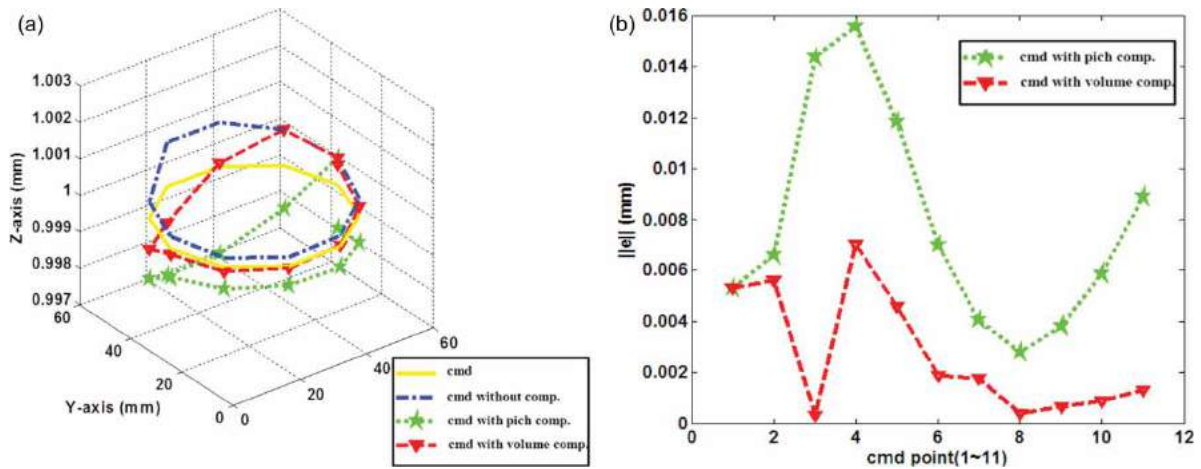 (a)
1.003
1.002
1.001
1
0.999
0.998
0.997
Z-axis (mm)
60
40
20
0
Y-axis (mm)
0
20
40
60
cmd
cmd without comp.
cmd with pich comp.
cmd with volume comp.
(b)
0.016
0.014
0.012
0.01
0.008
0.006
0.004
0.002
0
||e|| (mm)
0
2
4
6
8
10
12
cmd point(1~11)
cmd with pich comp.
cmd with volume comp.